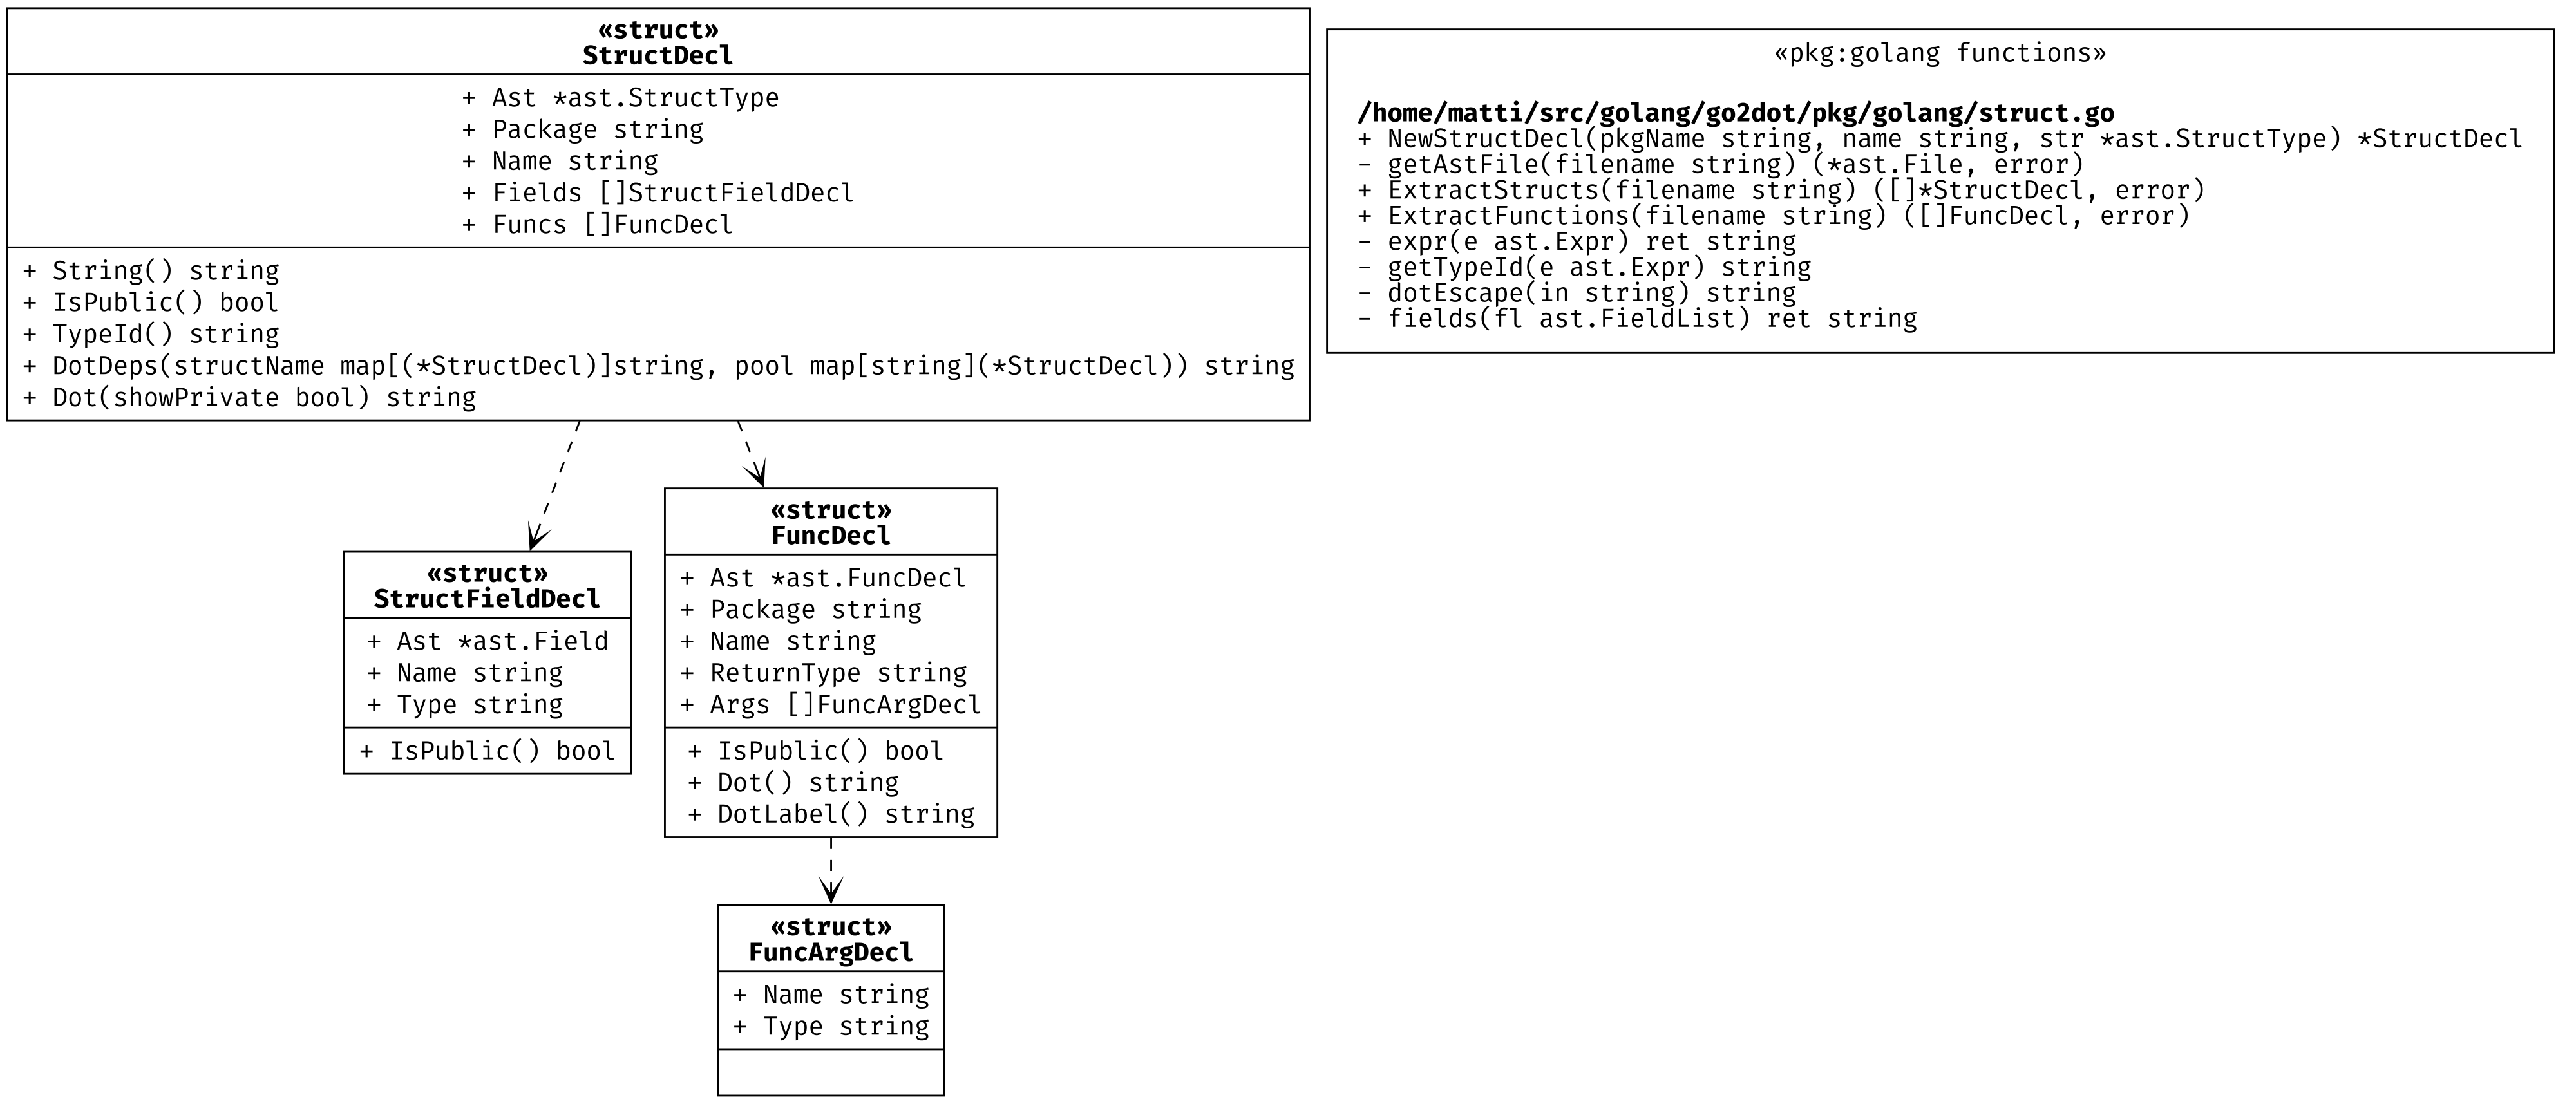 «struct»
StructDecl
+ Ast *ast.StructType
+ Package string
+ Name string
+ Fields []StructFieldDecl
+ Funcs []FuncDecl
+ String() string
+ IsPublic() bool
+ TypeId() string
+ DotDeps(structName map[(*StructDecl)]string, pool map[string](*StructDecl)) string
+ Dot(showPrivate bool) string
«pkg:golang functions»
/home/matti/src/golang/go2dot/pkg/golang/struct.go
+ NewStructDecl(pkgName string, name string, str *ast.StructType) *StructDecl
- getAstFile(filename string) (*ast.File, error)
+ ExtractStructs(filename string) ([]*StructDecl, error)
+ ExtractFunctions(filename string) ([]FuncDecl, error)
- expr(e ast.Expr) ret string
- getTypeId(e ast.Expr) string
- dotEscape(in string) string
- fields(fl ast.FieldList) ret string
«struct»
StructFieldDecl
+ Ast *ast.Field
+ Name string
+ Type string
+ IsPublic() bool
«struct»
FuncDecl
+ Ast *ast.FuncDecl
+ Package string
+ Name string
+ ReturnType string
+ Args []FuncArgDecl
+ IsPublic() bool
+ Dot() string
+ DotLabel() string
«struct»
FuncArgDecl
+ Name string
+ Type string